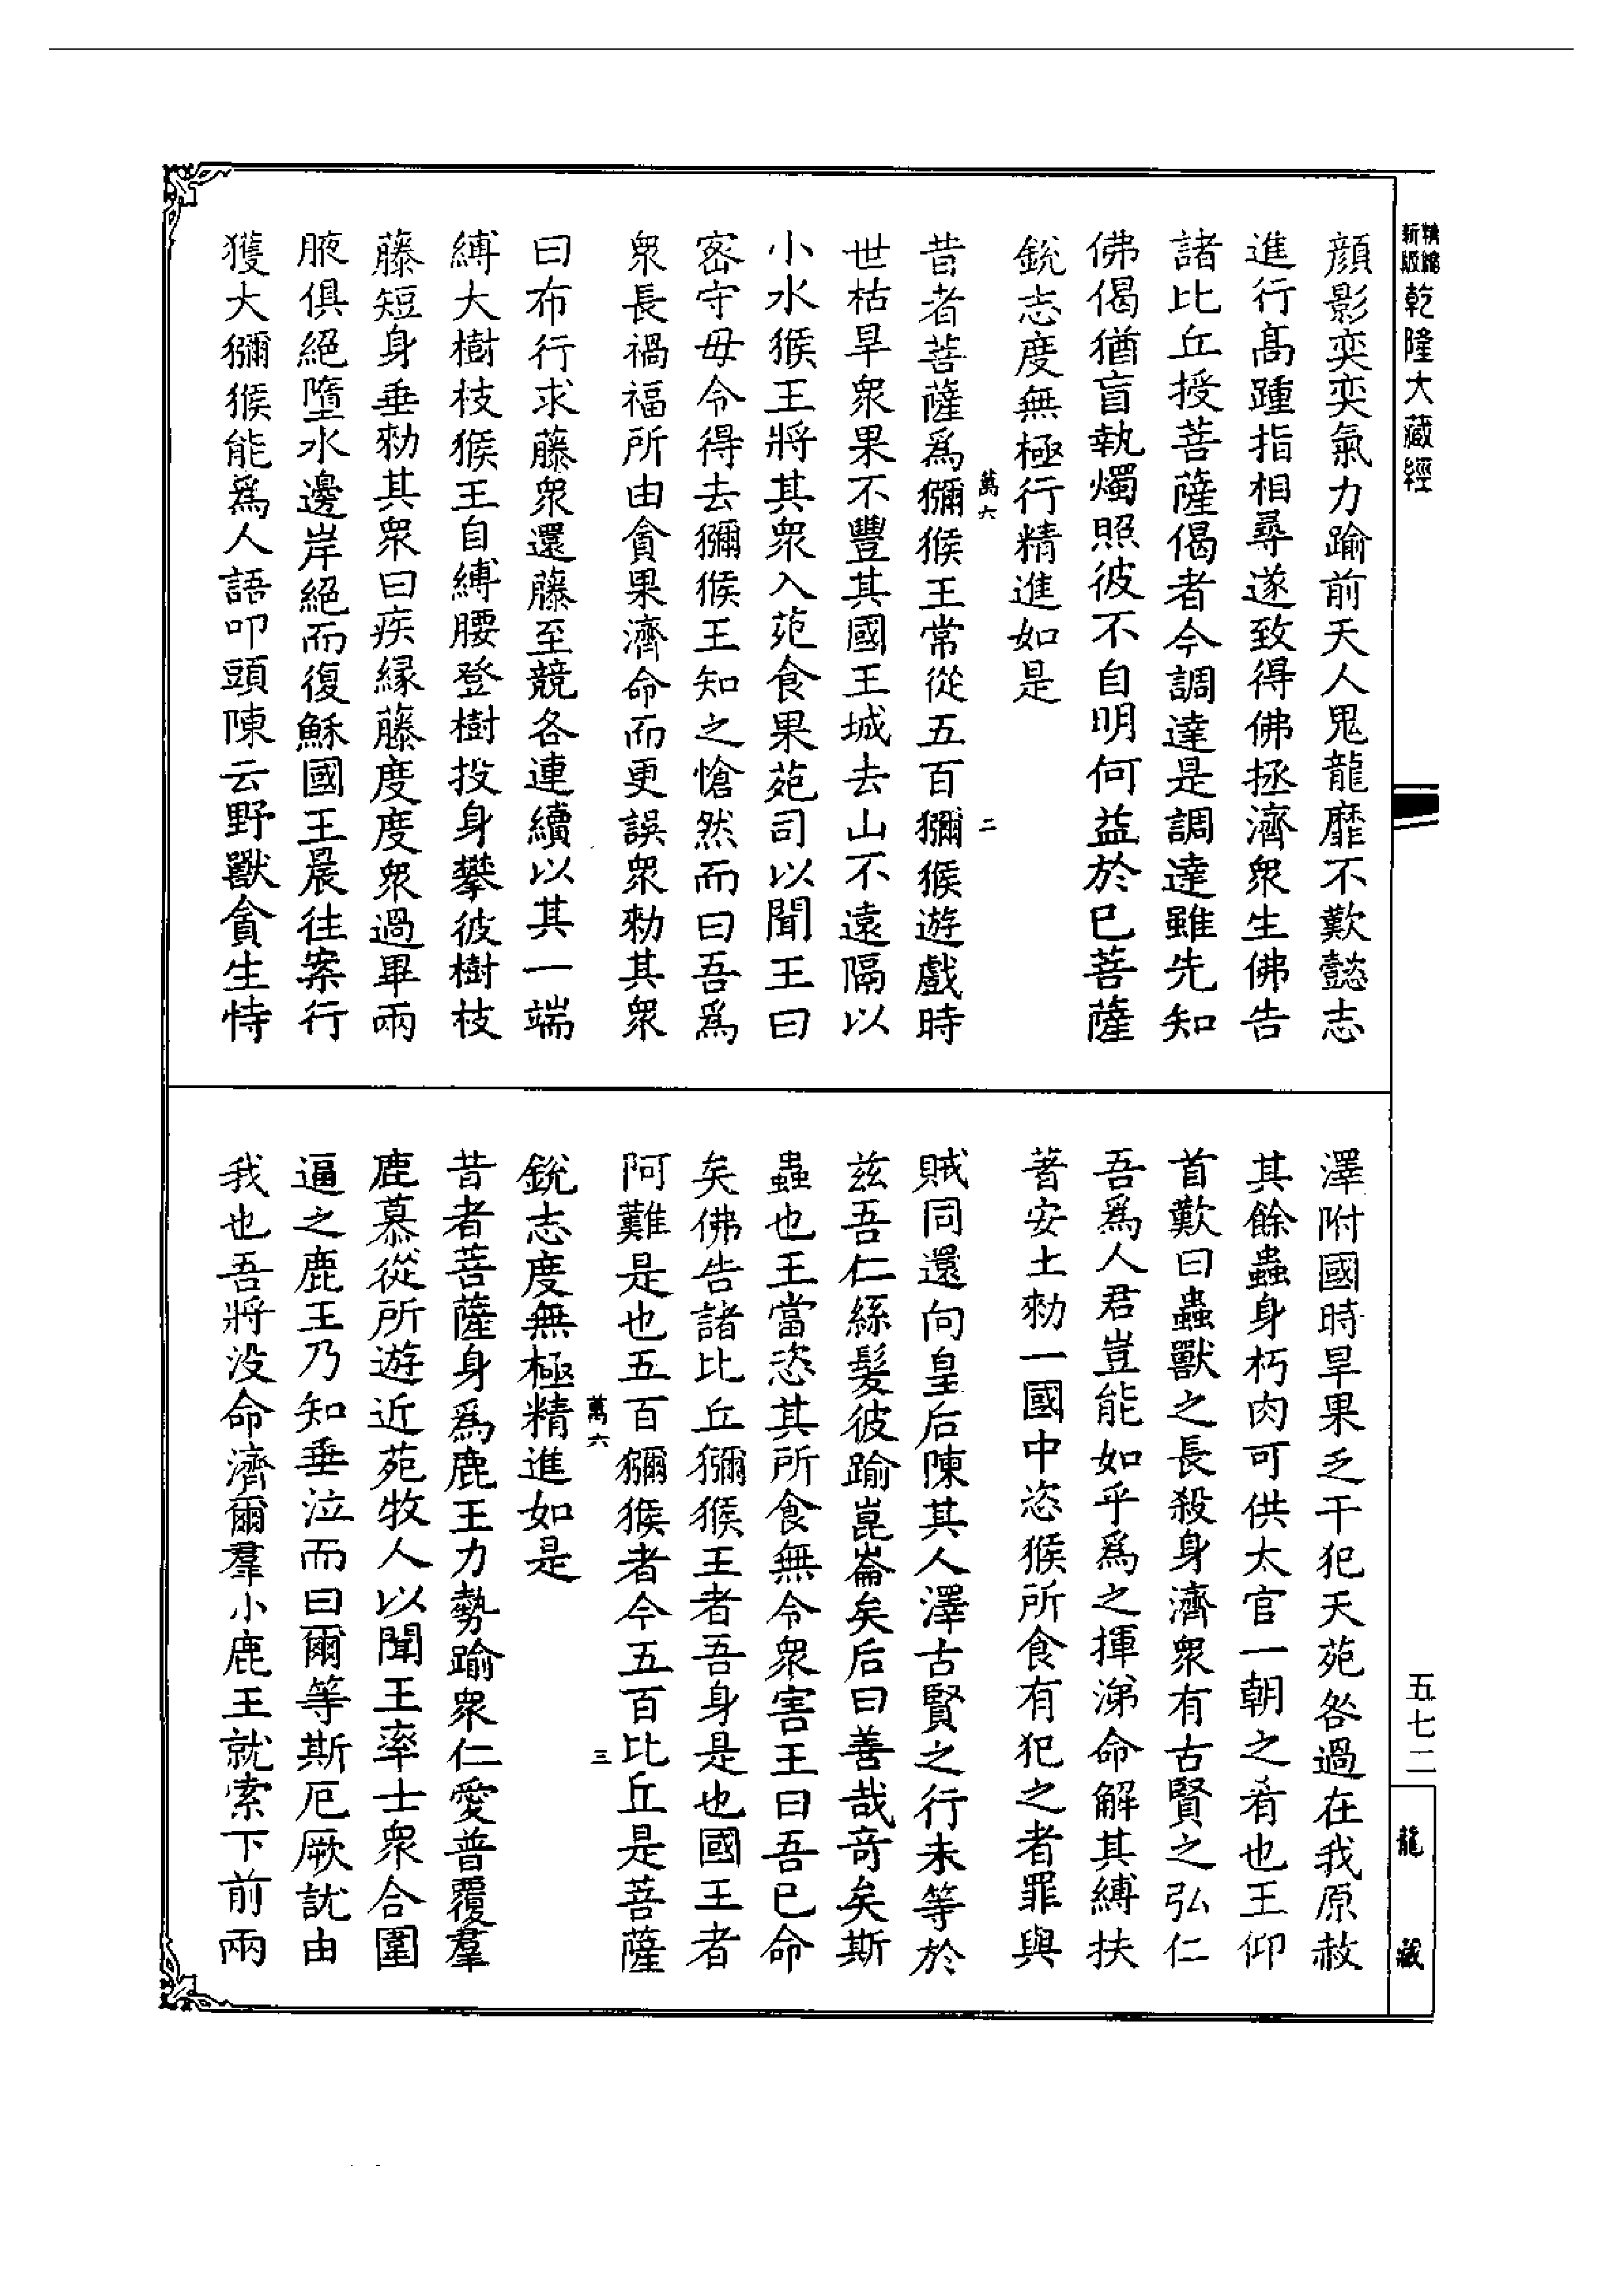 精縮
新版
乾隆大藏經
顏影奕奕氣力踰前天人鬼龍靡不歎懿志
進行高踵指相尋遂致得佛拯濟衆生佛告
諸比丘授菩薩偈者今調達是調達雖先知
佛偈猶盲執燭照彼不自明何益於已菩薩
銳志度無極行精進如是
萬六
二
昔者菩薩爲獼猴王常從五百獼猴遊戲時
世枯旱衆果不豐其國王城去山不遠隔以
小水猴王將其衆入苑食果苑司以聞王曰
密守毋令得去獼猴王知之愴然而曰吾爲
衆長禍福所由貪果濟命而更誤衆勑其衆
曰布行求藤衆還藤至競各連續以其一端
縛大樹枝猴王自縛腰登樹投身攀彼樹枝
藤短身垂勑其衆曰疾緣藤度度衆過畢兩
腋俱絕墮水邊岸絕而復穌國王晨往案行
獲大獼猴能爲人語叩頭陳云野獸貪生恃
澤附國時旱果乏干犯天苑咎過在我原赦
其餘蟲身朽肉可供太官一朝之肴也王仰
首歎曰蟲獸之長殺身濟衆有古賢之弘仁
吾爲人君豈能如乎爲之揮涕命解其縛扶
著安土勑一國中恣猴所食有犯之者罪與
賊同還向皇后陳其人澤古賢之行未等於
兹吾仁絲髮彼踰崑崙矣后曰善哉奇矣斯
蟲也王當恣其所食無令衆害王曰吾已命
矣佛告諸比丘獼猴王者吾身是也國王者
阿難是也五百獼猴者今五百比丘是菩薩
萬六
三
銳志度無極精進如是
昔者菩薩身爲鹿王力勢踰衆仁愛普覆羣
鹿慕從所遊近苑牧人以聞王率士衆合圍
逼之鹿王乃知垂泣而曰爾等斯厄厥訧由
我也吾將没命濟爾羣小鹿王就索下前兩
五七二
龍藏